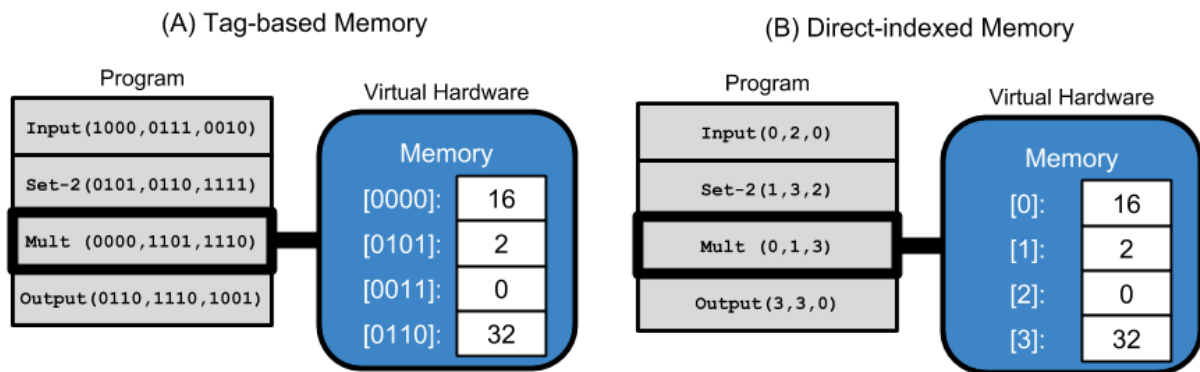 (A) Tag-based Memory
Program
Input(1000,0111,0010)
Set-2(0101,0110,1111)
Mult (0000,1101,1110)
Output(0110,1110,1001)
Virtual Hardware
Memory
[0000]: 16
[0101]: 2
[0011]: 0
[0110]: 32
(B) Direct-indexed Memory
Program
Input(0,2,0)
Set-2(1,3,2)
Mult (0,1,3)
Output(3,3,0)
Virtual Hardware
Memory
[0]: 16
[1]: 2
[2]: 0
[3]: 32